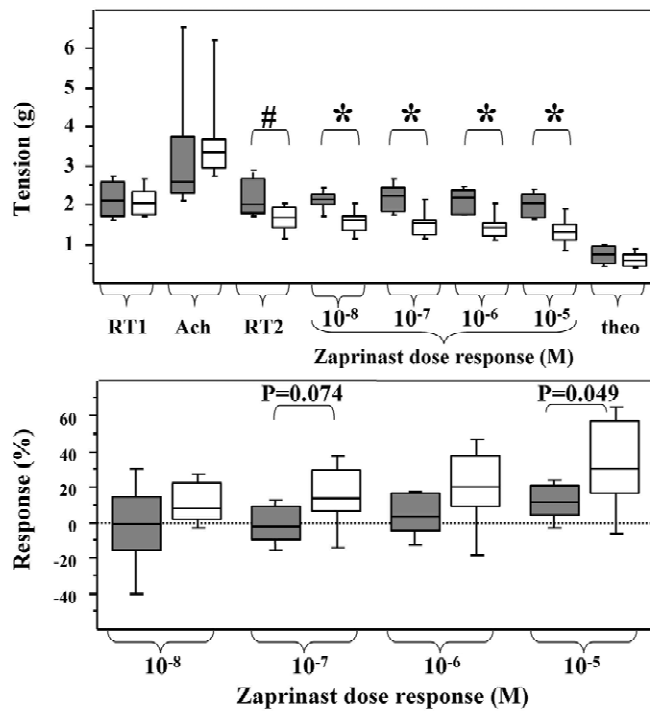 Tension (g)
6
5
4
3
2
1
# * * * *
RT1 Ach RT2 10-8 10-7 10-6 10-5 theo
Zaprinast dose response (M)
Response (%)
P=0.074 P=0.049
60
40
20
0
-20
-40
10-8 10-7 10-6 10-5
Zaprinast dose response (M)